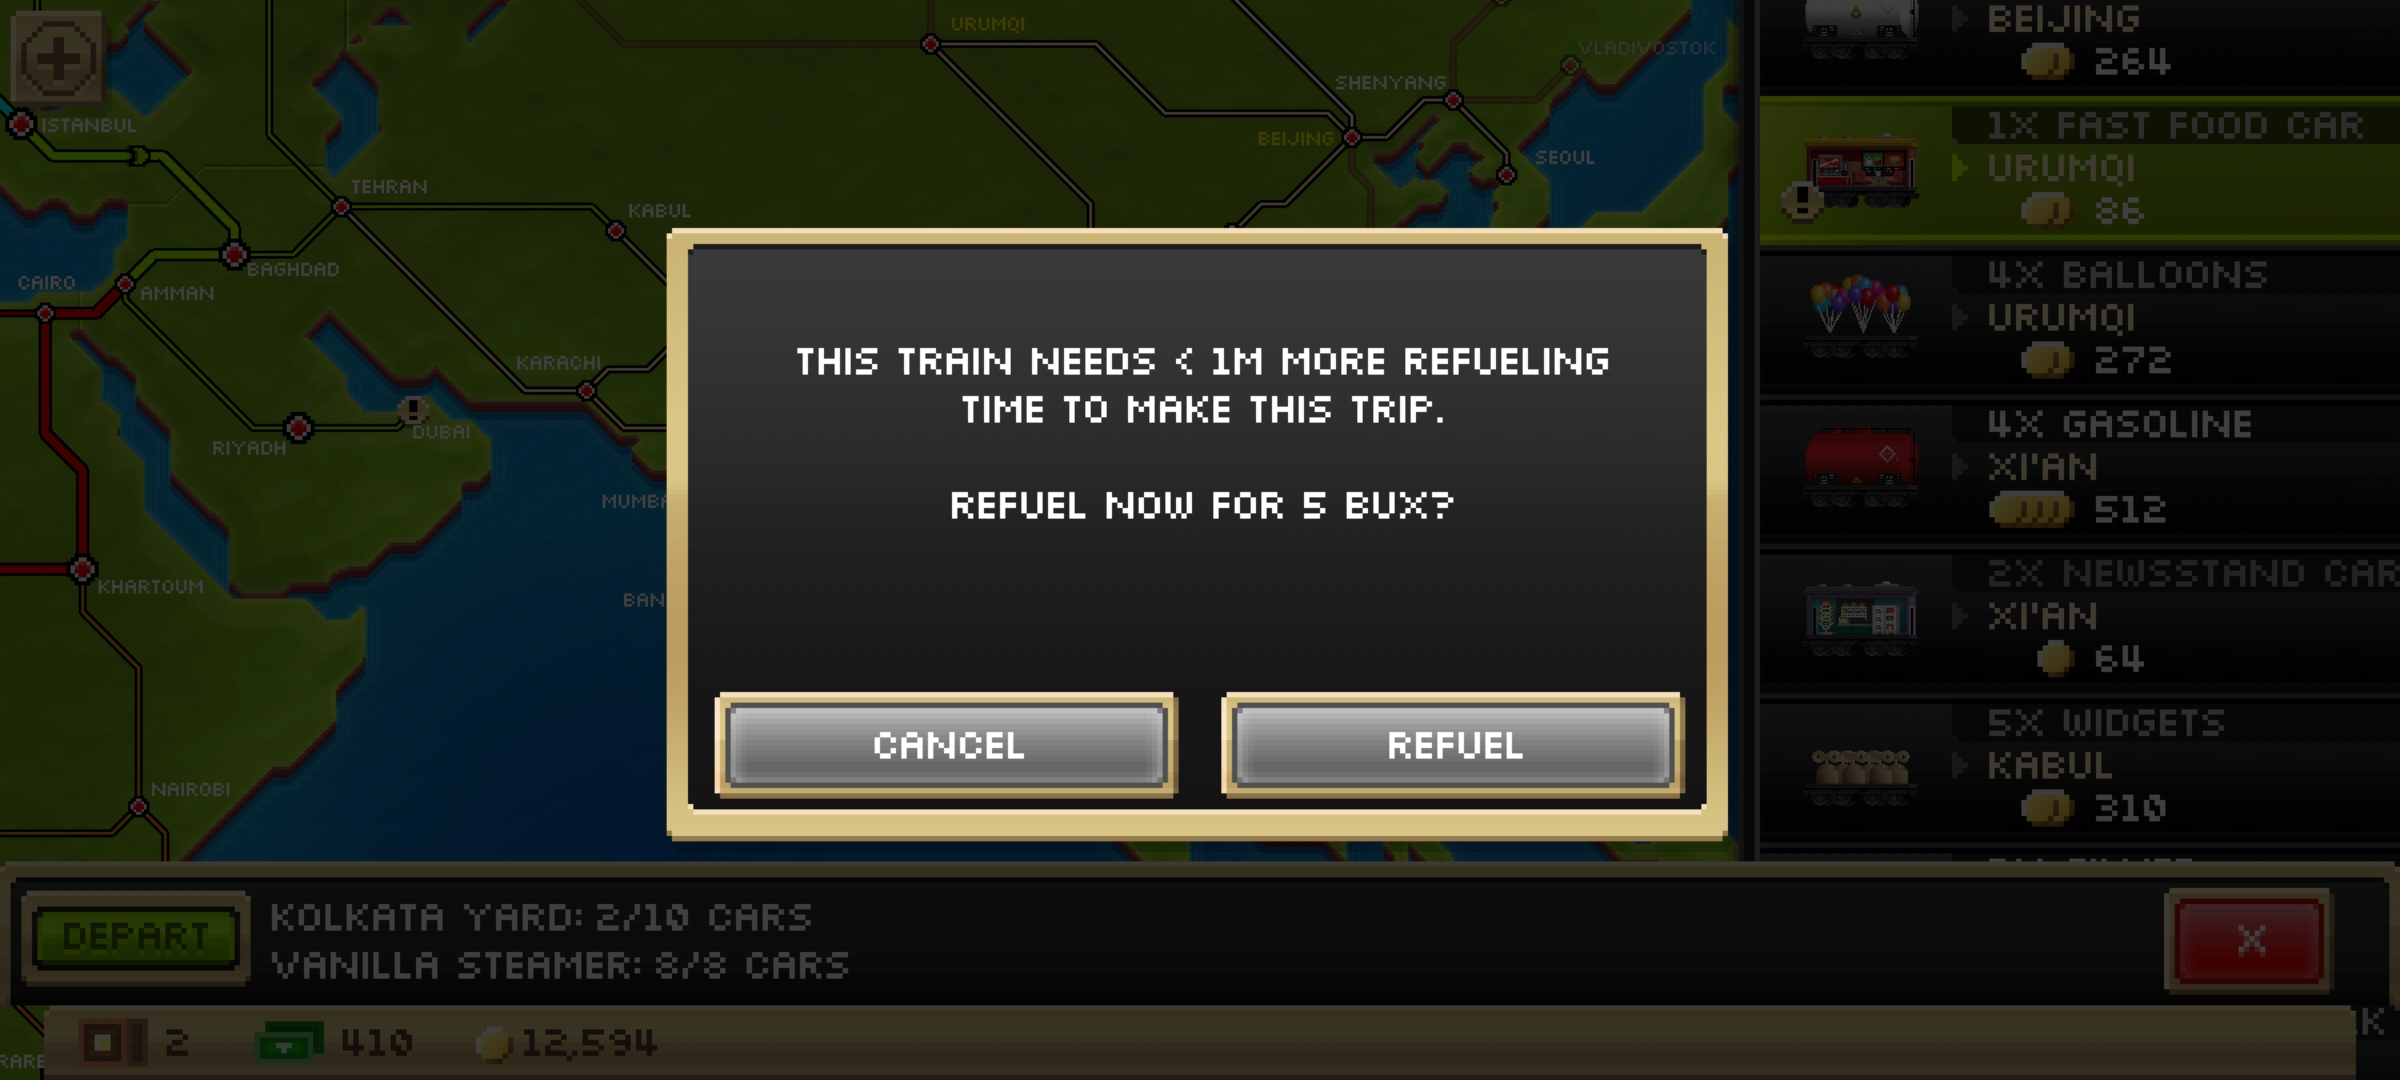 URUMQI
VLADIVOSTOK
SHENYANG
BEIJING
SEOUL
ISTANBUL
TEHRAN
KABUL
BAGHDAD
CAIRO
AMMAN
KARACHI
RIYADH
DUBAI
KHARTOUM
NAIROBI
THIS TRAIN NEEDS < 1M MORE REFUELING
TIME TO MAKE THIS TRIP.
REFUEL NOW FOR 5 BUX?
CANCEL
REFUEL
BEIJING
264
1X FAST FOOD CAR
URUMQI
86
4X BALLOONS
URUMQI
272
4X GASOLINE
XI'AN
512
2X NEWSSTAND CAR
XI'AN
64
5X WIDGETS
KABUL
310
DEPART
KOLKATA YARD: 2/10 CARS
VANILLA STEAMER: 8/8 CARS
X
2
410
12,594